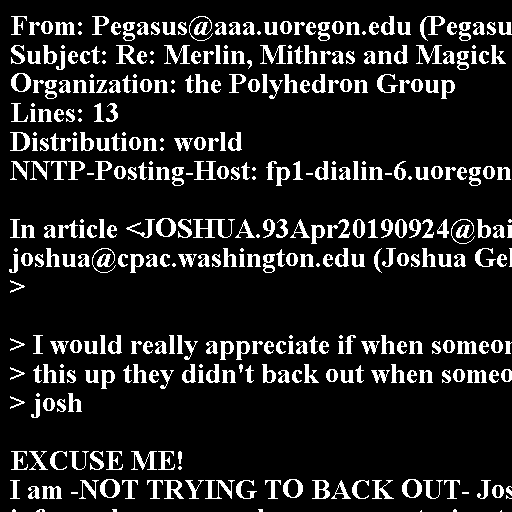 From: Pegasus@aaa.uoregon.edu (Pegasu
Subject: Re: Merlin, Mithras and Magick
Organization: the Polyhedron Group
Lines: 13
Distribution: world
NNTP-Posting-Host: fp1-dialin-6.uoregon
In article <JOSHUA.93Apr20190924@bai
joshua@cpac.washington.edu (Joshua Gel
>
> I would really appreciate if when someon
> this up they didn't back out when someo
> josh
EXCUSE ME!
I am -NOT TRYING TO BACK OUT- Jos